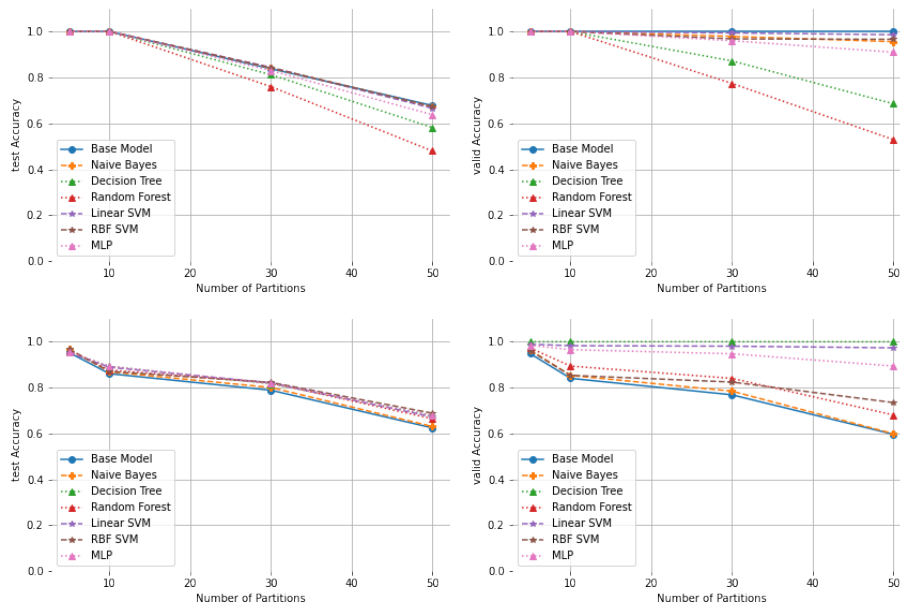 1.0
0.8
0.6
0.4
0.2
0.0
test Accuracy
Base Model
Naive Bayes
Decision Tree
Random Forest
Linear SVM
RBF SVM
MLP
10 20 30 40 50
Number of Partitions
1.0
0.8
0.6
0.4
0.2
0.0
valid Accuracy
Base Model
Naive Bayes
Decision Tree
Random Forest
Linear SVM
RBF SVM
MLP
10 20 30 40 50
Number of Partitions
1.0
0.8
0.6
0.4
0.2
0.0
test Accuracy
Base Model
Naive Bayes
Decision Tree
Random Forest
Linear SVM
RBF SVM
MLP
10 20 30 40 50
Number of Partitions
1.0
0.8
0.6
0.4
0.2
0.0
valid Accuracy
Base Model
Naive Bayes
Decision Tree
Random Forest
Linear SVM
RBF SVM
MLP
10 20 30 40 50
Number of Partitions